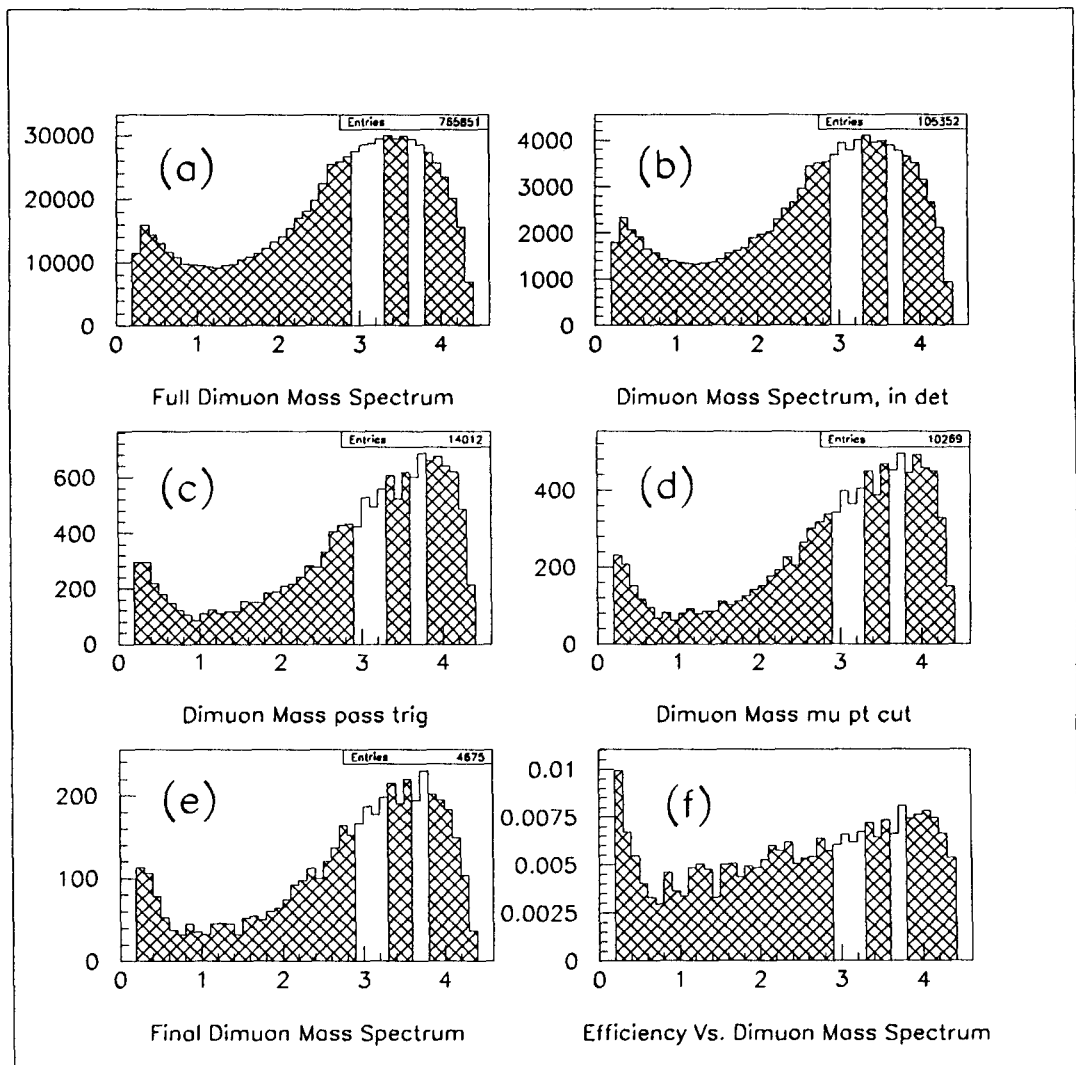 Entries 765851
30000
20000
10000
0
(a)
0 1 2 3 4
Full Dimuon Mass Spectrum
Entries 105352
4000
3000
2000
1000
0
(b)
0 1 2 3 4
Dimuon Mass Spectrum, in det
Entries 14012
600
400
200
0
(c)
0 1 2 3 4
Dimuon Mass pass trig
Entries 10269
400
200
0
(d)
0 1 2 3 4
Dimuon Mass mu pt cut
Entries 4675
200
100
0
(e)
0 1 2 3 4
Final Dimuon Mass Spectrum
0.01
0.0075
0.005
0.0025
0
(f)
0 1 2 3 4
Efficiency Vs. Dimuon Mass Spectrum